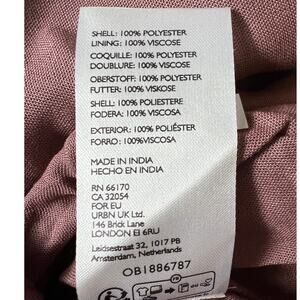 SHELL: 100% POLYESTER
LINING: 100% VISCOSE
COQUILLE: 100% POLYESTER
DOUBLURE: 100% VISCOSE
OBERSTOFF: 100% POLYESTER
FUTTER: 100% VISKOSE
SHELL: 100% POLIESTERE
FODERA: 100% VISCOSA
EXTERIOR: 100% POLIÉSTER
FORRO: 100%VISCOSA
MADE IN INDIA
HECHO EN INDIA
RN 66170
CA 32054
FOR EU
URBN UK Ltd.
146 Brick Lane
LONDON EI 6RU
Leidsestraat 32, 1017 PB
Amsterdam, Netherlands
OB1886787
FR